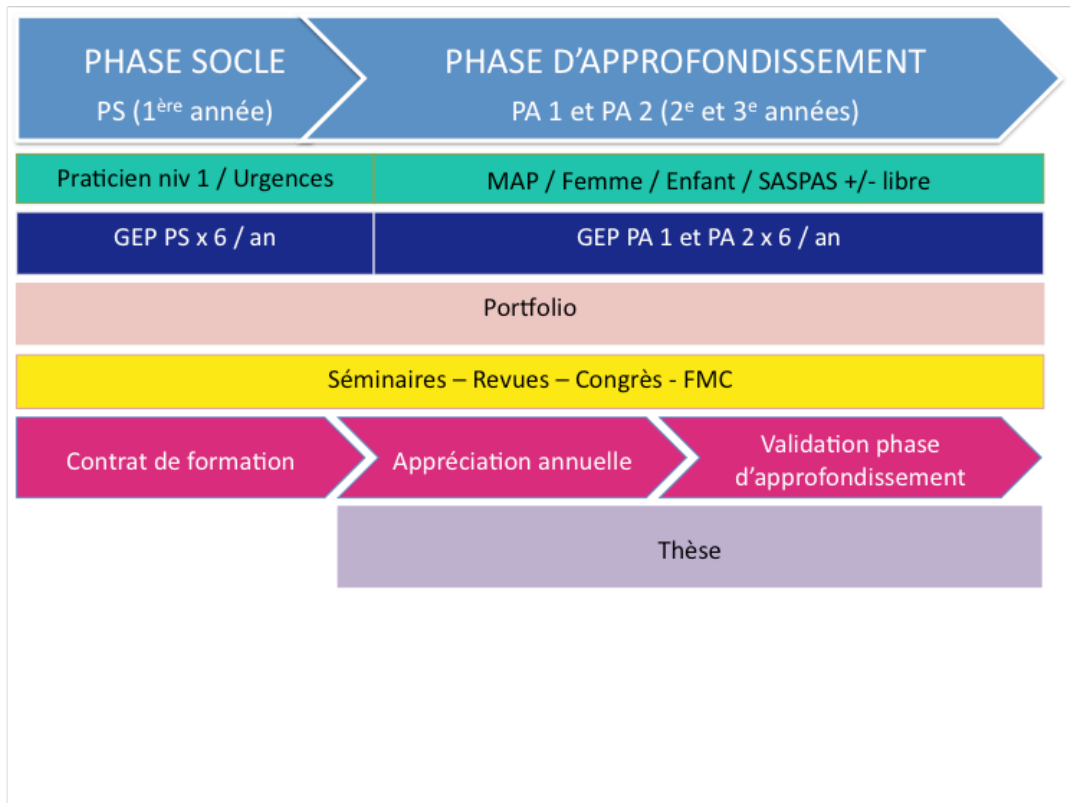 PHASE SOCLE
PS (1ère année)
PHASE D'APPROFONDISSEMENT
PA 1 et PA 2 (2e et 3e années)
Praticien niv 1 / Urgences
MAP / Femme / Enfant / SASPAS +/- libre
GEP PS x 6 / an
GEP PA 1 et PA 2 x 6 / an
Portfolio
Séminaires – Revues – Congrès - FMC
Contrat de formation
Appréciation annuelle
Validation phase
d'approfondissement
Thèse